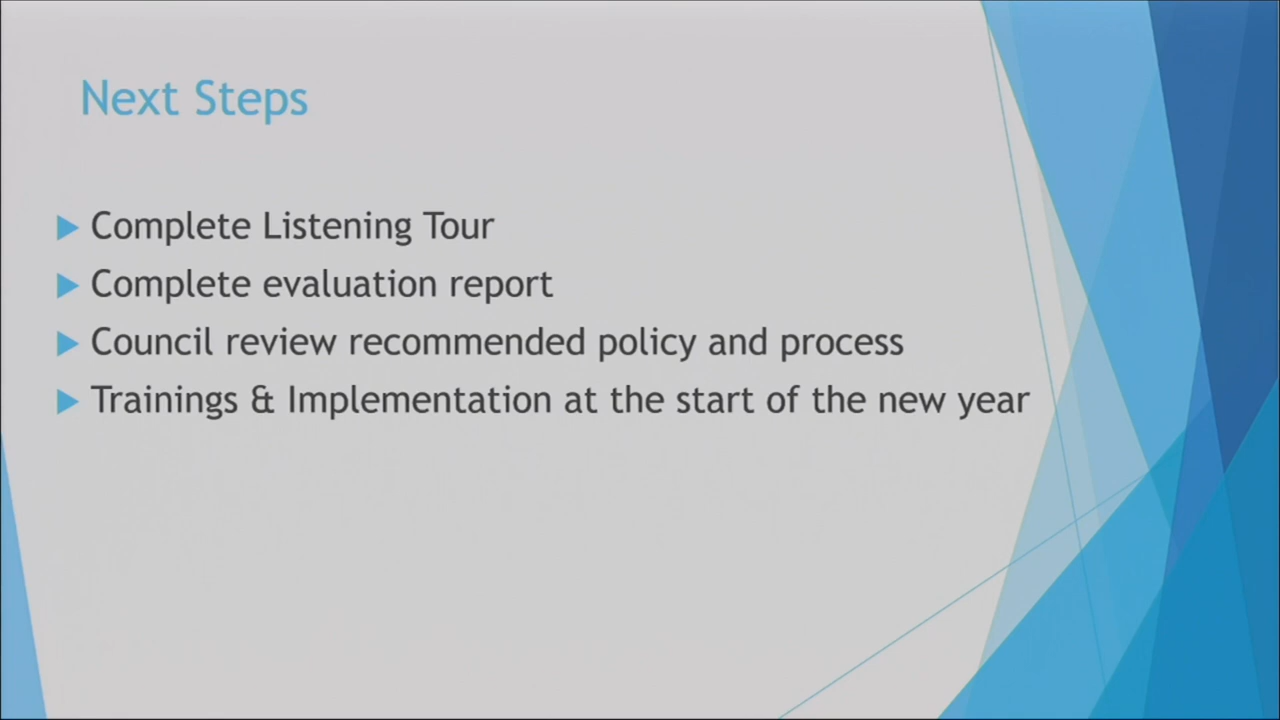 Next Steps
Complete Listening Tour
Complete evaluation report
Council review recommended policy and process
Trainings & Implementation at the start of the new year